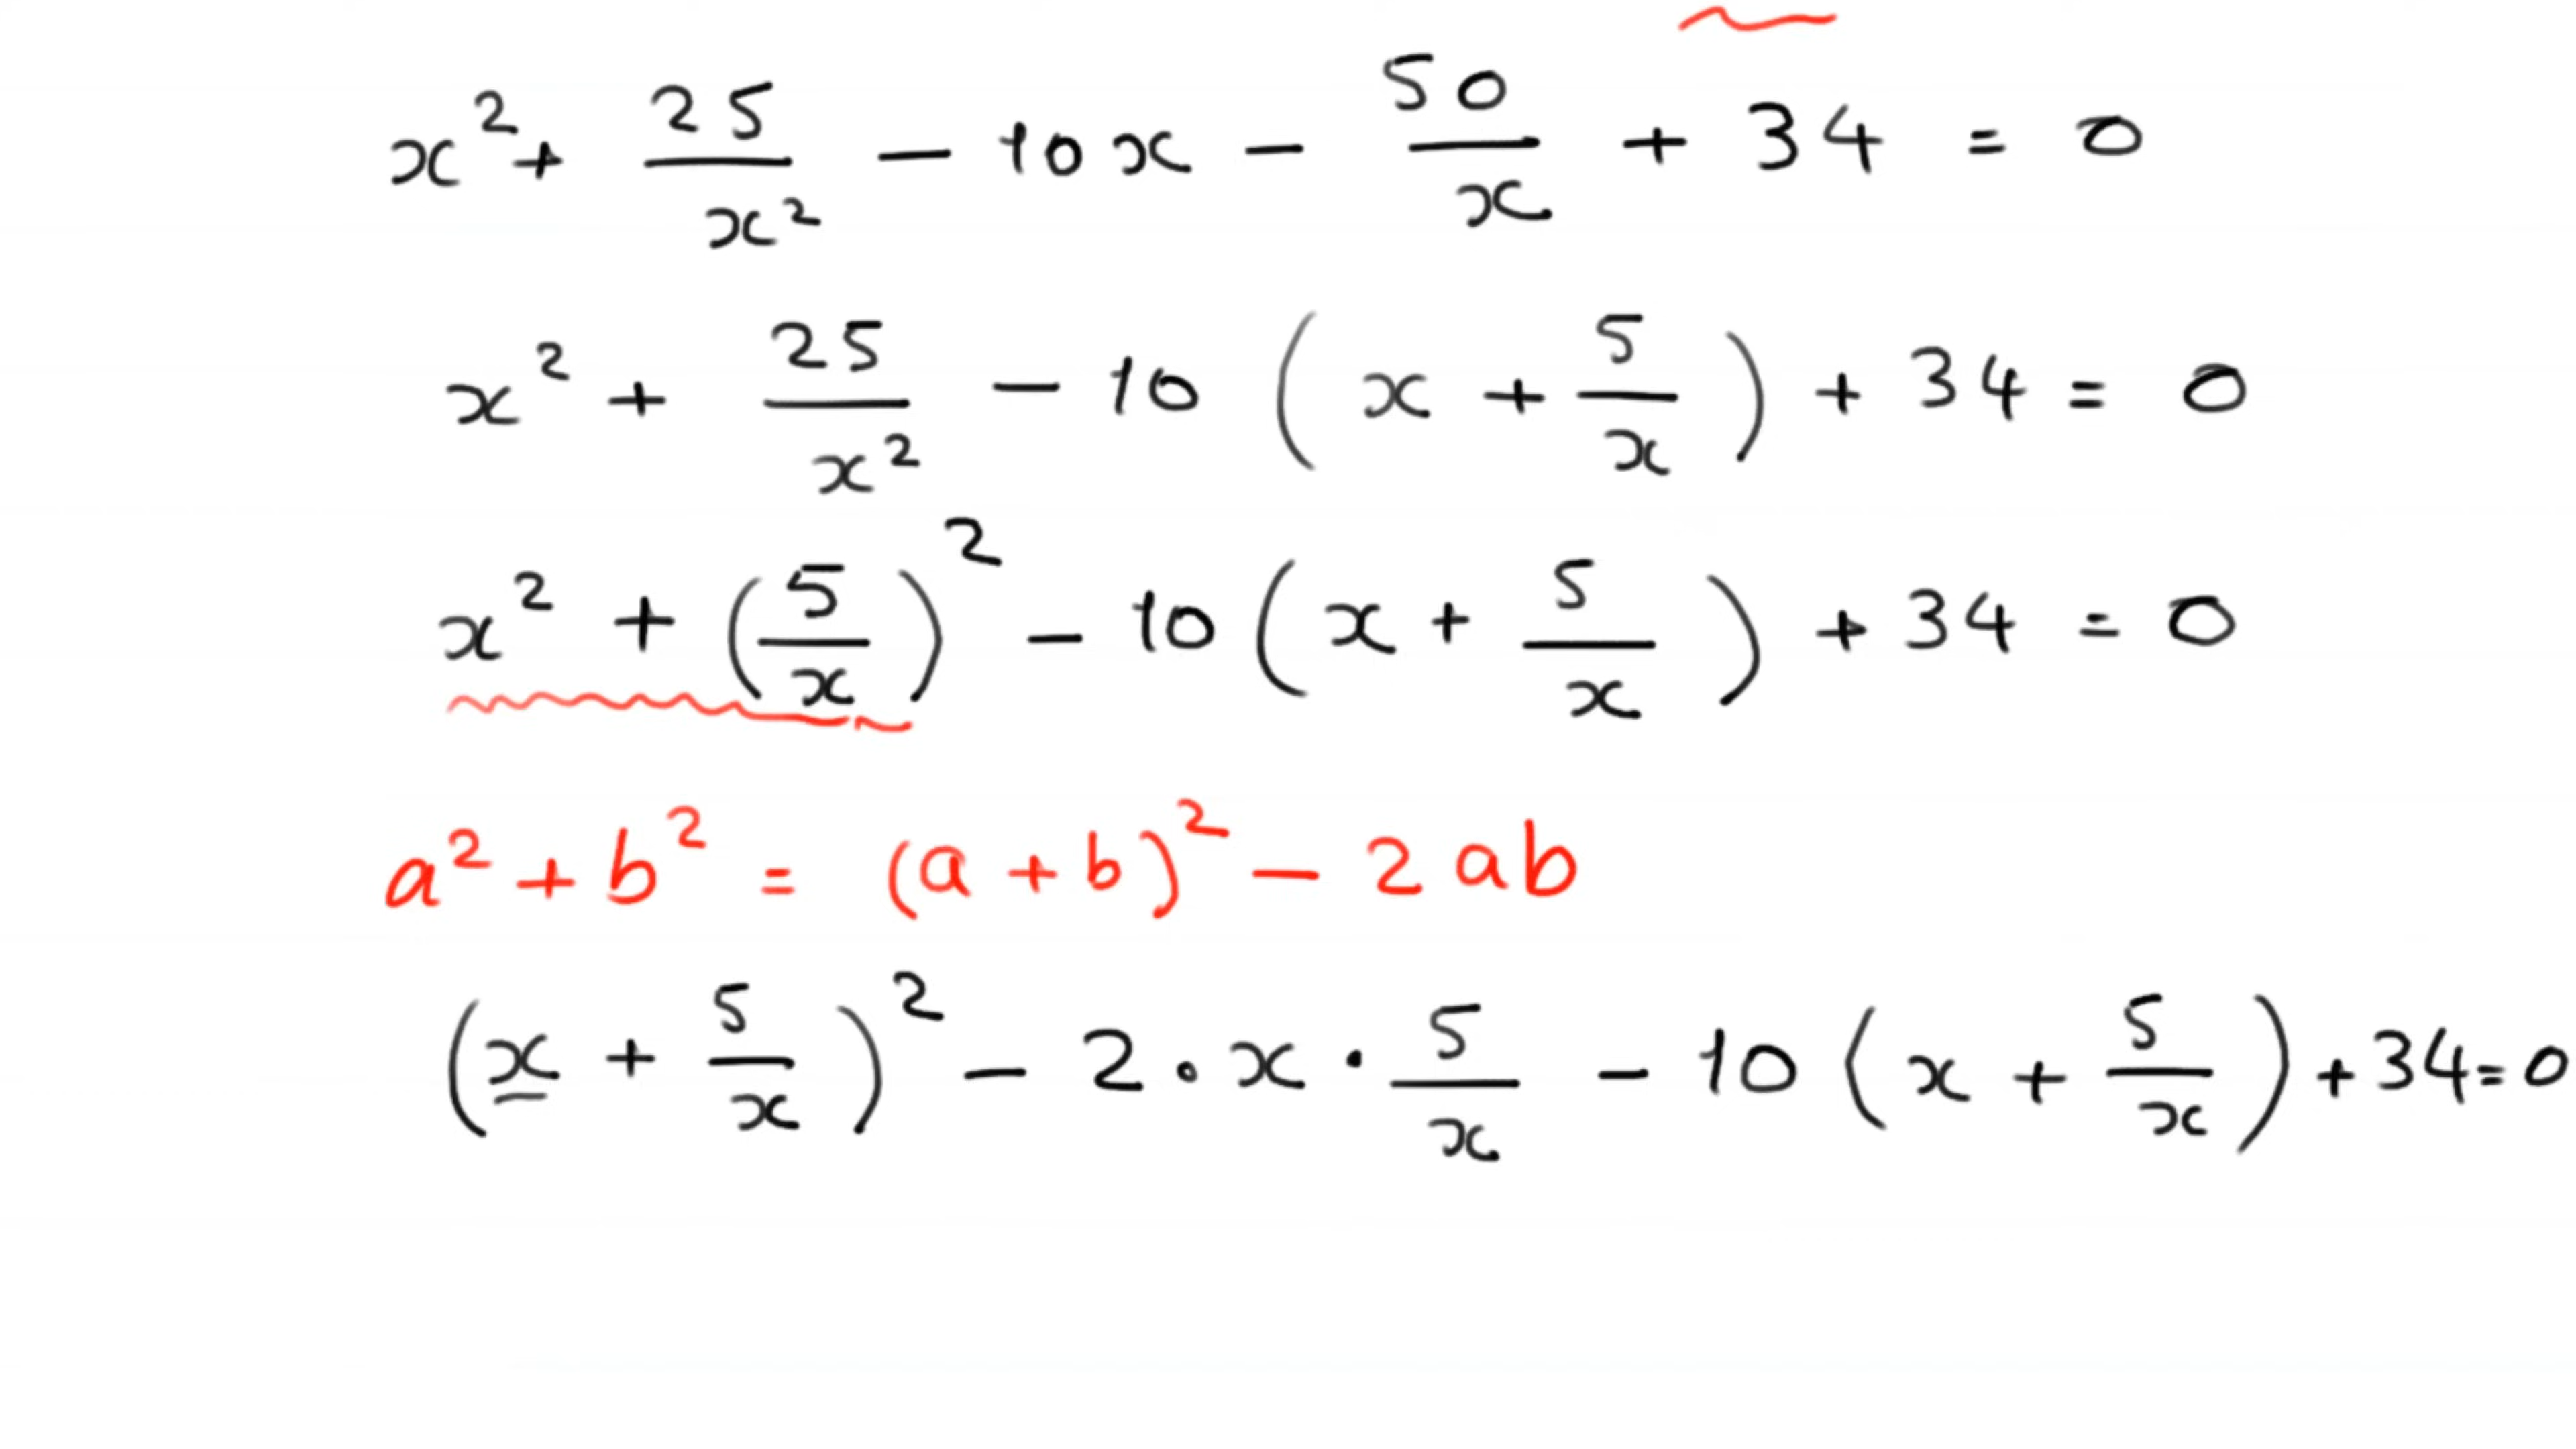 x² + 25/x² - 10x - 50/x + 34 = 0
x² + 25/x² - 10 (x + 5/x) + 34 = 0
x² + (5/x)² - 10 (x + 5/x) + 34 = 0
a² + b² = (a + b)² - 2ab
(x + 5/x)² - 2 · x · 5/x - 10 (x + 5/x) + 34 = 0